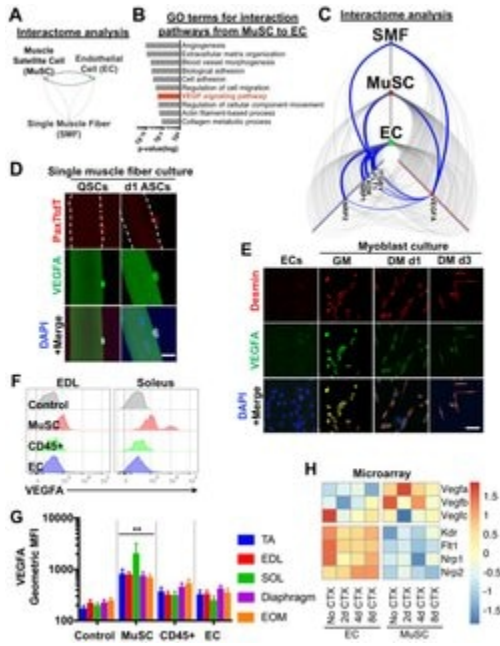 A
Interactome analysis
Muscle
Satellite Cell
(MuSC)
Endothelial
Cell (EC)
Single Muscle Fiber
(SMF)
B
GO terms for interaction
pathways from MuSC to EC
Angiogenesis
Extracellular matrix organization
Blood vessel morphogenesis
Biological adhesion
Cell adhesion
Regulation of cell migration
VEGF signalling pathway
Regulation of cellular component movement
Actin filament-based process
Collagen metabolic process
p-value(log)
C
Interactome analysis
SMF
MuSC
EC
VEGFA
D
Single muscle fiber culture
QSCs d1 ASCs
Pax7tdT
VEGFA
DAPI
+Merge
E
Myoblast culture
ECs GM DM d1 DM d3
Desmin
VEGFA
DAPI
+Merge
F
EDL Soleus
Control
MuSC
CD45+
EC
VEGFA
G
VEGFA
Geometric MFI
10000
1000
100
**
Control MuSC CD45+ EC
TA
EDL
SOL
Diaphragm
EOM
H
Microarray
Vegfa
Vegfb
Vegfc
Kdr
Flt1
Nrp1
Nrp2
No CTX 2d CTX 4d CTX 8d CTX No CTX 2d CTX 4d CTX 8d CTX
EC MuSC
1.5
1
0.5
0
-0.5
-1
-1.5